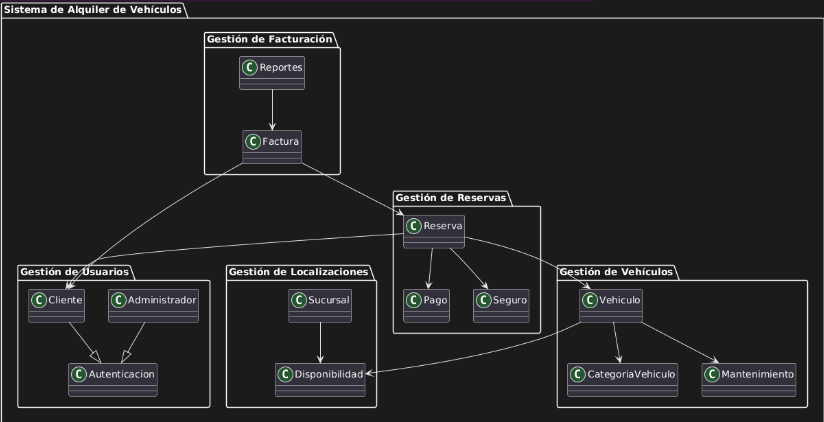 Sistema de Alquiler de Vehículos
Gestión de Facturación
C Reportes
C Factura
Gestión de Reservas
C Reserva
C Pago
C Seguro
Gestión de Usuarios
C Cliente
C Administrador
C Autenticacion
Gestión de Localizaciones
C Sucursal
C Disponibilidad
Gestión de Vehículos
C Vehiculo
C CategoriaVehiculo
C Mantenimiento